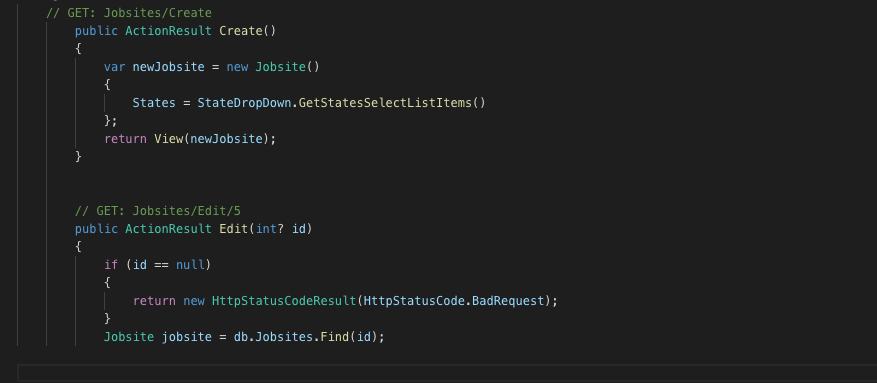 // GET: Jobsites/Create
public ActionResult Create()
{
var newJobsite = new Jobsite()
{
States = StateDropDown.GetStatesSelectListItems()
};
return View(newJobsite);
}
// GET: Jobsites/Edit/5
public ActionResult Edit(int? id)
{
if (id == null)
{
return new HttpStatusCodeResult(HttpStatusCode.BadRequest);
}
Jobsite jobsite = db.Jobsites.Find(id);